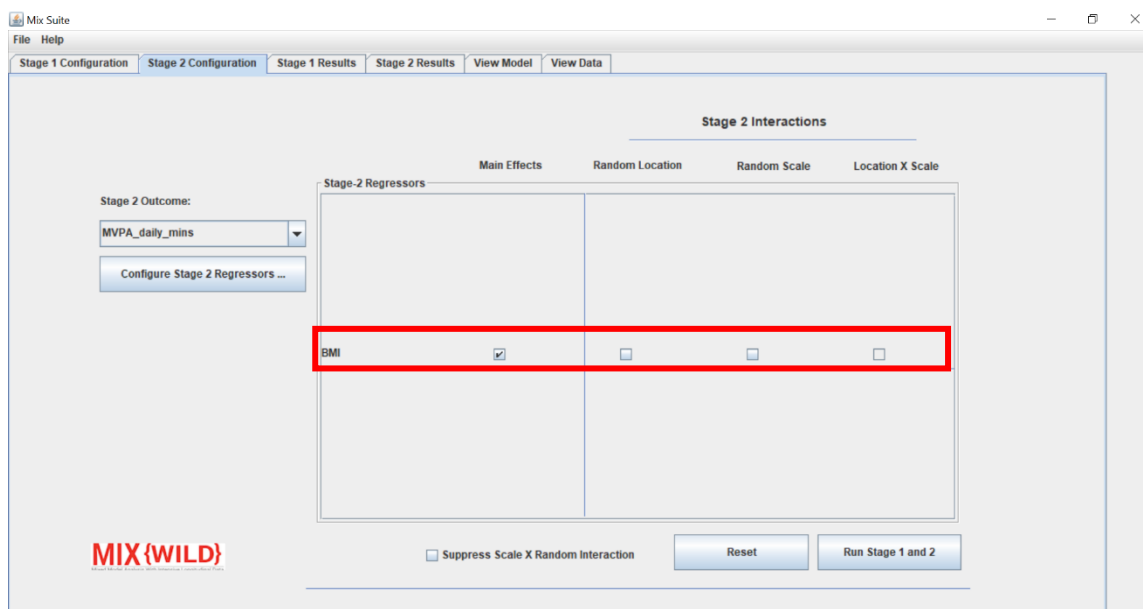 Mix Suite
File Help
Stage 1 Configuration Stage 2 Configuration Stage 1 Results Stage 2 Results View Model View Data
Stage 2 Interactions
Main Effects Random Location Random Scale Location X Scale
Stage-2 Regressors
Stage 2 Outcome:
MVPA_daily_mins
Configure Stage 2 Regressors ...
BMI
MIX{WILD}
Suppress Scale X Random Interaction Reset Run Stage 1 and 2